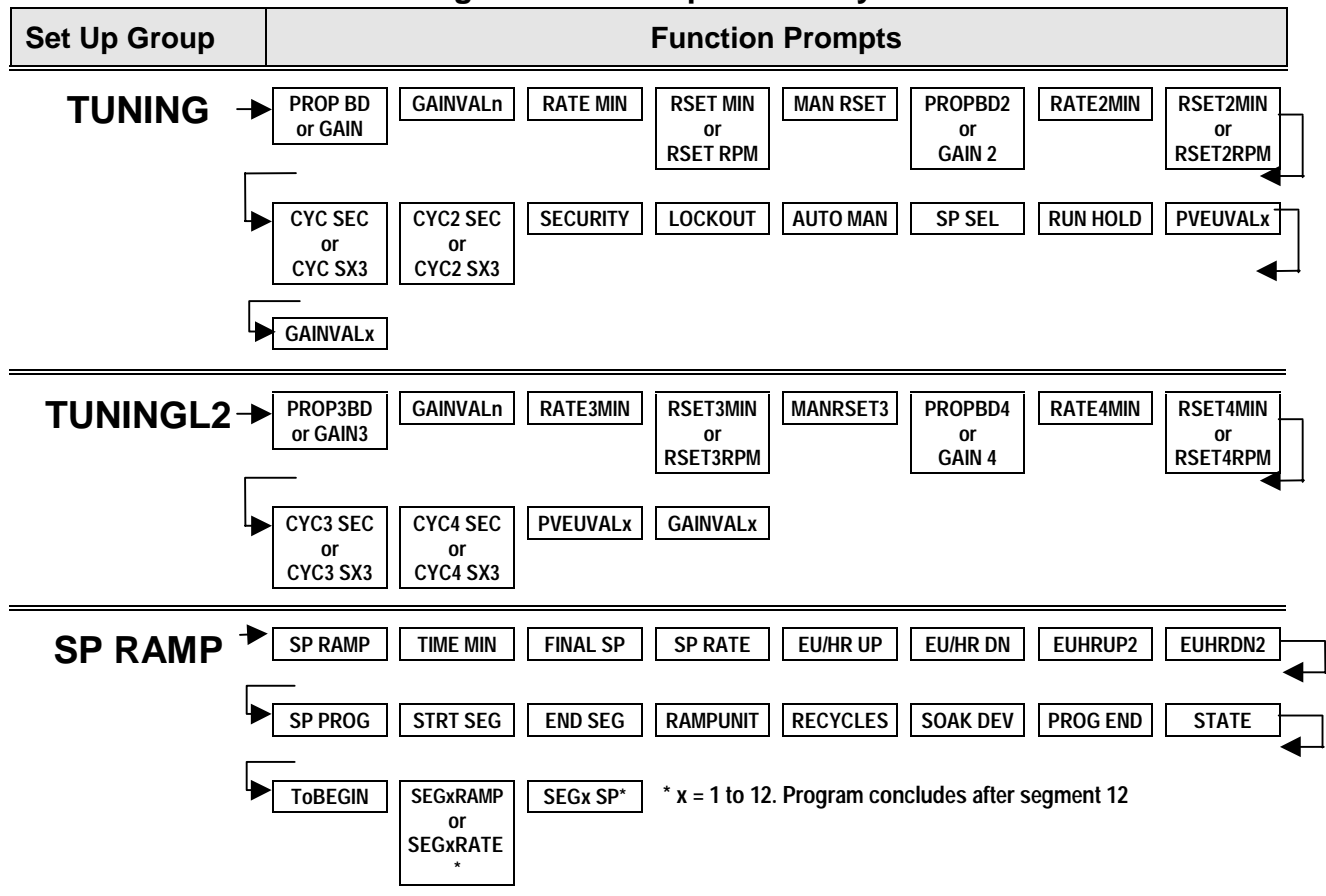 Set Up Group Function Prompts
TUNING
PROP BD or GAIN
GAINVALn
RATE MIN
RSET MIN or RSET RPM
MAN RSET
PROPBD2 or GAIN 2
RATE2MIN
RSET2MIN or RSET2RPM
CYC SEC or CYC SX3
CYC2 SEC or CYC2 SX3
SECURITY
LOCKOUT
AUTO MAN
SP SEL
RUN HOLD
PVEUVALx
GAINVALx
TUNINGL2
PROP3BD or GAIN3
GAINVALn
RATE3MIN
RSET3MIN or RSET3RPM
MANRSET3
PROPBD4 or GAIN 4
RATE4MIN
RSET4MIN or RSET4RPM
CYC3 SEC or CYC3 SX3
CYC4 SEC or CYC4 SX3
PVEUVALx
GAINVALx
SP RAMP
SP RAMP
TIME MIN
FINAL SP
SP RATE
EU/HR UP
EU/HR DN
EUHRUP2
EUHRDN2
SP PROG
STRT SEG
END SEG
RAMPUNIT
RECYCLES
SOAK DEV
PROG END
STATE
ToBEGIN
SEGxRAMP or SEGxRATE *
SEGx SP*
* x = 1 to 12. Program concludes after segment 12